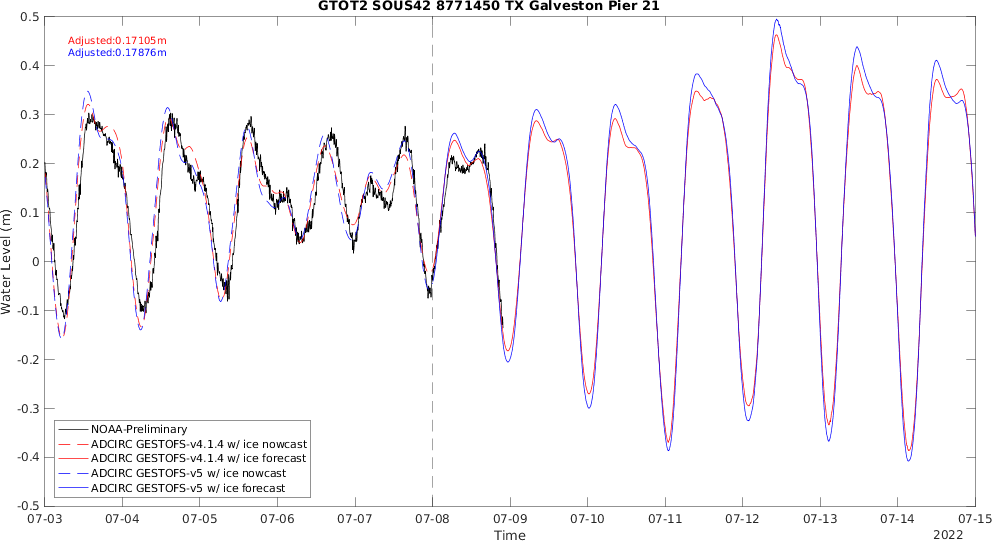 GTOT2 SOUS42 8771450 TX Galveston Pier 21
Adjusted:0.17105m
Adjusted:0.17876m
0.5
0.4
0.3
0.2
0.1
0
-0.1
-0.2
-0.3
-0.4
-0.5
Water Level (m)
NOAA-Preliminary
ADCIRC GESTOFS-v4.1.4 w/ ice nowcast
ADCIRC GESTOFS-v4.1.4 w/ ice forecast
ADCIRC GESTOFS-v5 w/ ice nowcast
ADCIRC GESTOFS-v5 w/ ice forecast
07-03 07-04 07-05 07-06 07-07 07-08 07-09 07-10 07-11 07-12 07-13 07-14 07-15
Time
2022